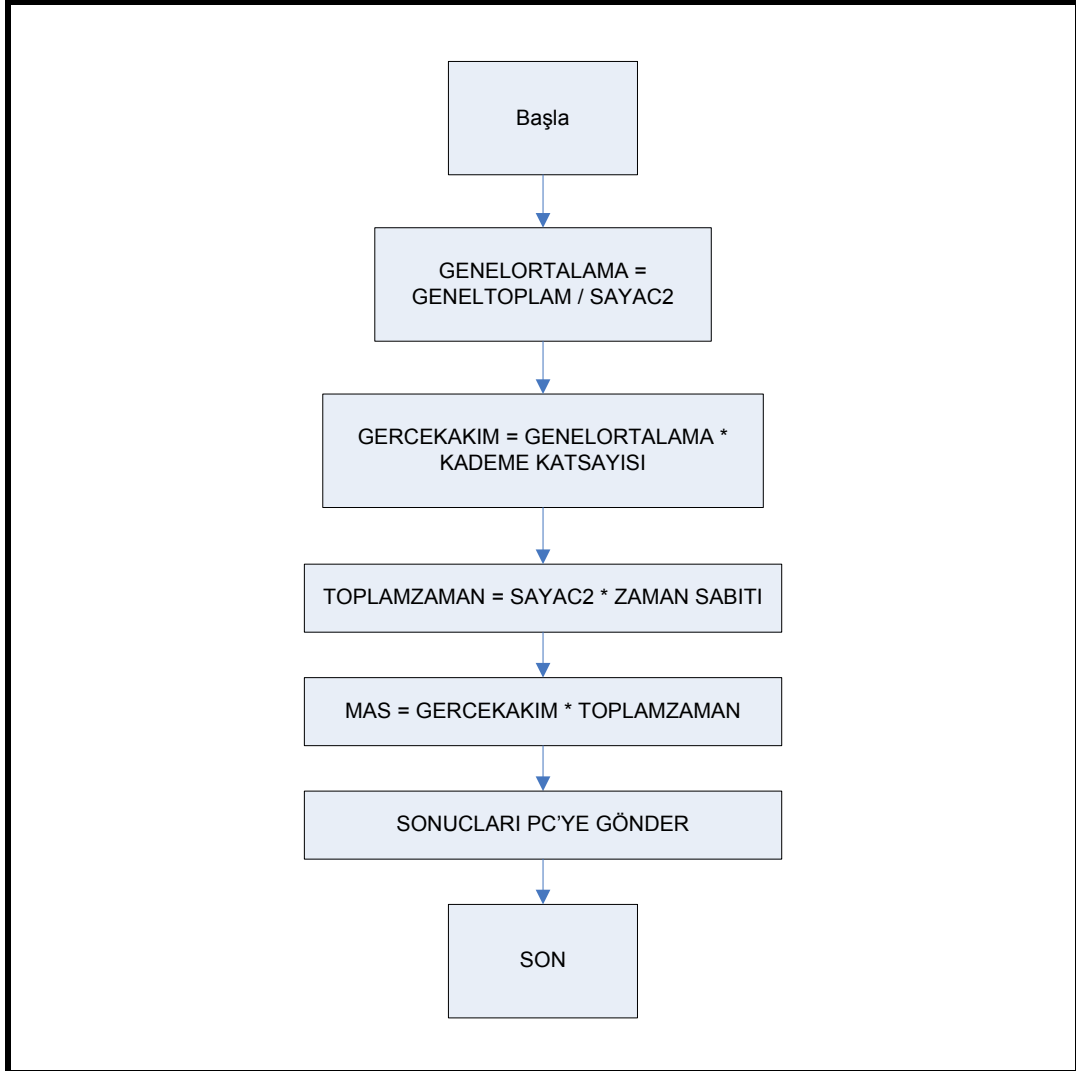 Başla
GENELORTALAMA =
GENELTOPLAM / SAYAC2
GERCEKAKIM = GENELORTALAMA *
KADEME KATSAYISI
TOPLAMZAMAN = SAYAC2 * ZAMAN SABITI
MAS = GERCEKAKIM * TOPLAMZAMAN
SONUCLARI PC’YE GÖNDER
SON